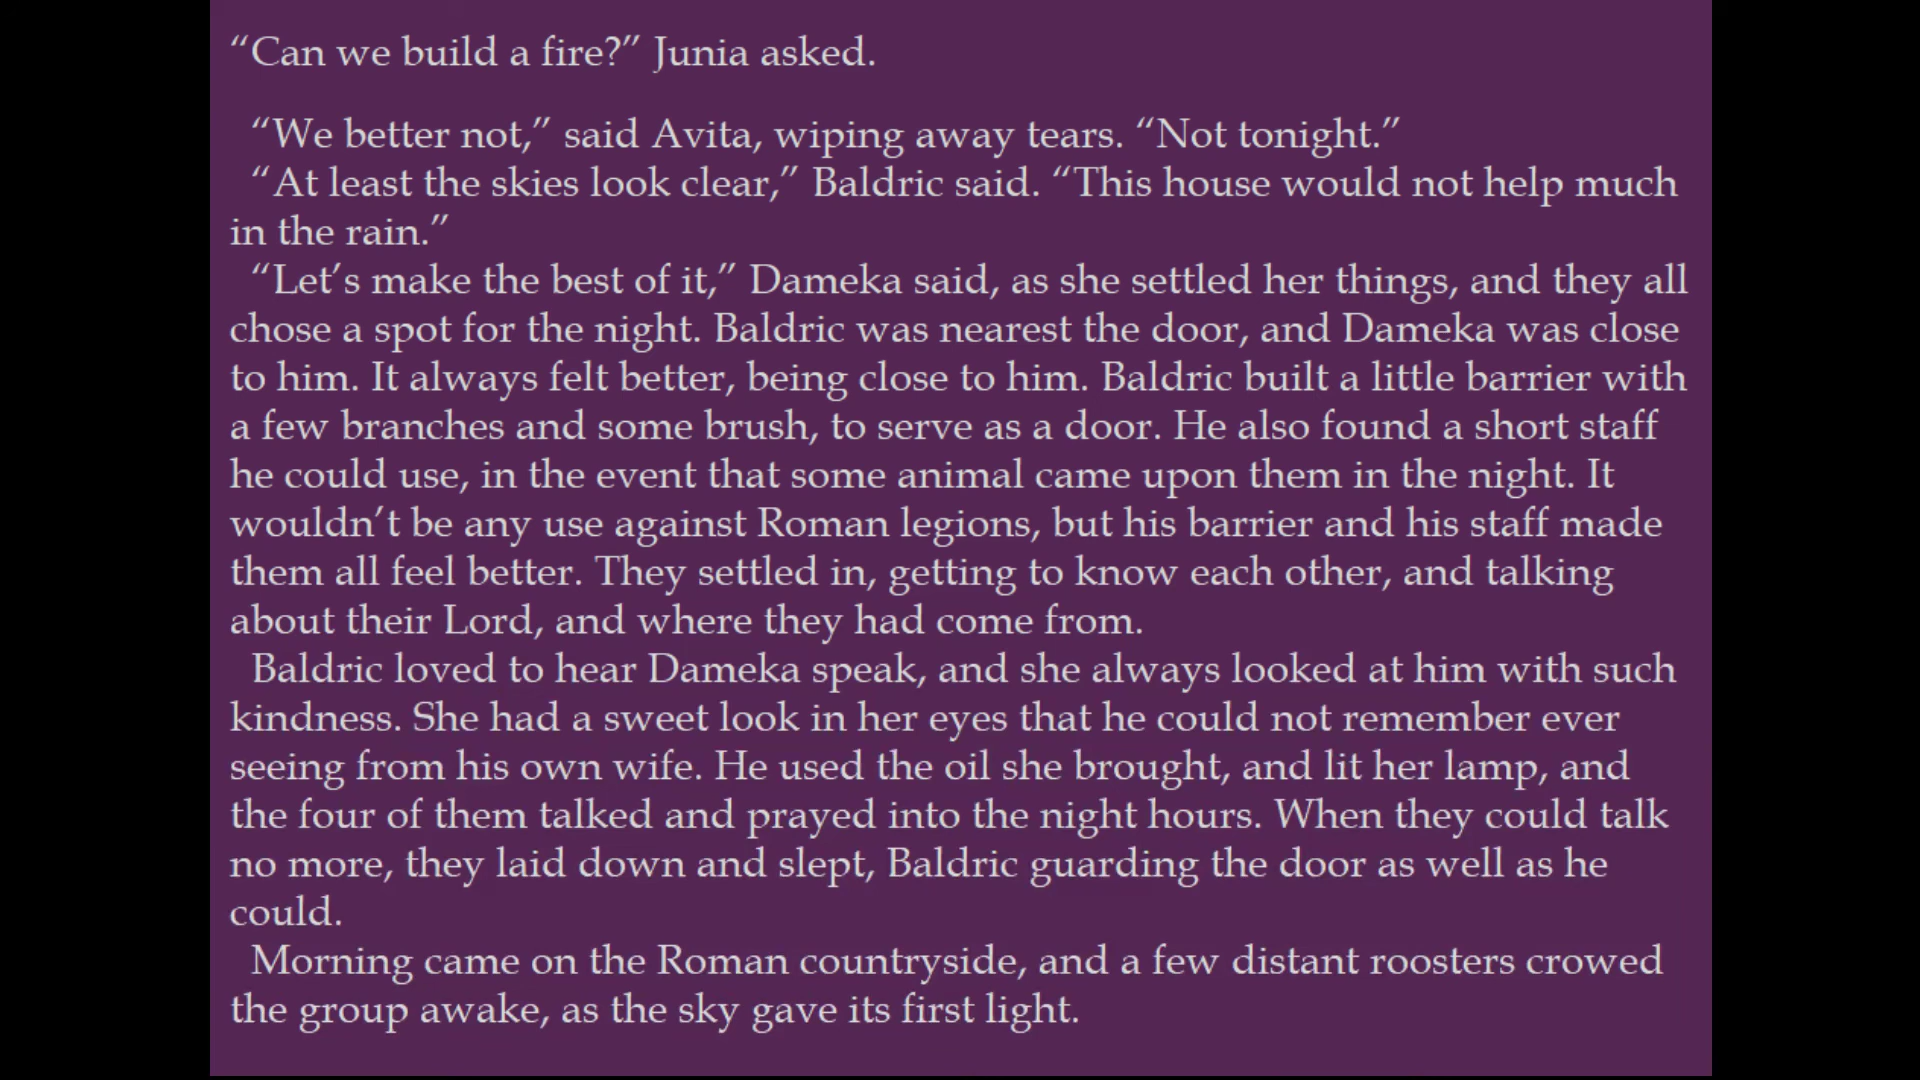 “Can we build a fire?” Junia asked.
“We better not,” said Avita, wiping away tears. “Not tonight.”
“At least the skies look clear,” Baldric said. “This house would not help much
in the rain.”
“Let’s make the best of it,” Dameka said, as she settled her things, and they all
chose a spot for the night. Baldric was nearest the door, and Dameka was close
to him. It always felt better, being close to him. Baldric built a little barrier with
a few branches and some brush, to serve as a door. He also found a short staff
he could use, in the event that some animal came upon them in the night. It
wouldn’t be any use against Roman legions, but his barrier and his staff made
them all feel better. They settled in, getting to know each other, and talking
about their Lord, and where they had come from.
Baldric loved to hear Dameka speak, and she always looked at him with such
kindness. She had a sweet look in her eyes that he could not remember ever
seeing from his own wife. He used the oil she brought, and lit her lamp, and
the four of them talked and prayed into the night hours. When they could talk
no more, they laid down and slept, Baldric guarding the door as well as he
could.
Morning came on the Roman countryside, and a few distant roosters crowed
the group awake, as the sky gave its first light.